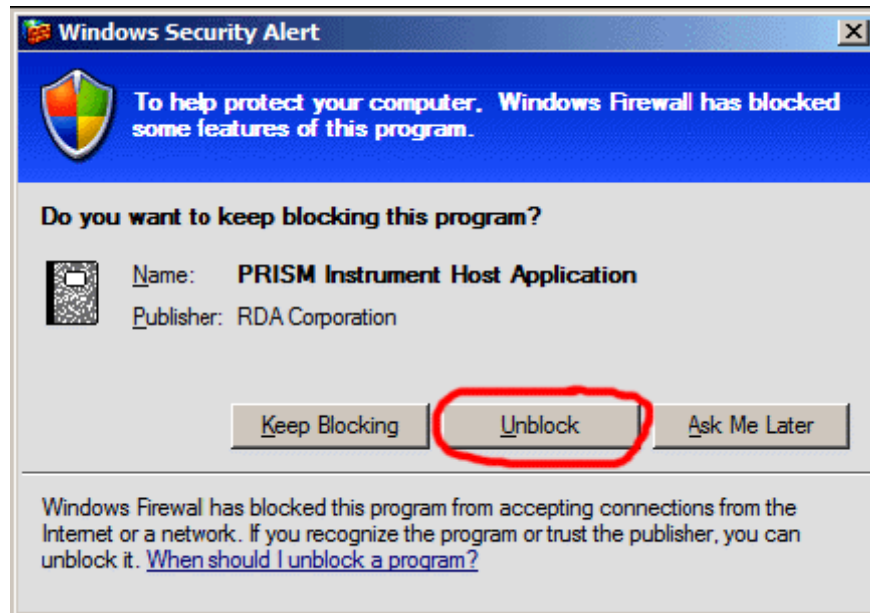 Windows Security Alert
To help protect your computer, Windows Firewall has blocked
some features of this program.
Do you want to keep blocking this program?
Name: PRISM Instrument Host Application
Publisher: RDA Corporation
Keep Blocking Unblock Ask Me Later
Windows Firewal has blocked this program from accepting connections from the
Internet or a network. If you recognize the program or trust the publisher, you can
unblock it. When should I unblock a program?